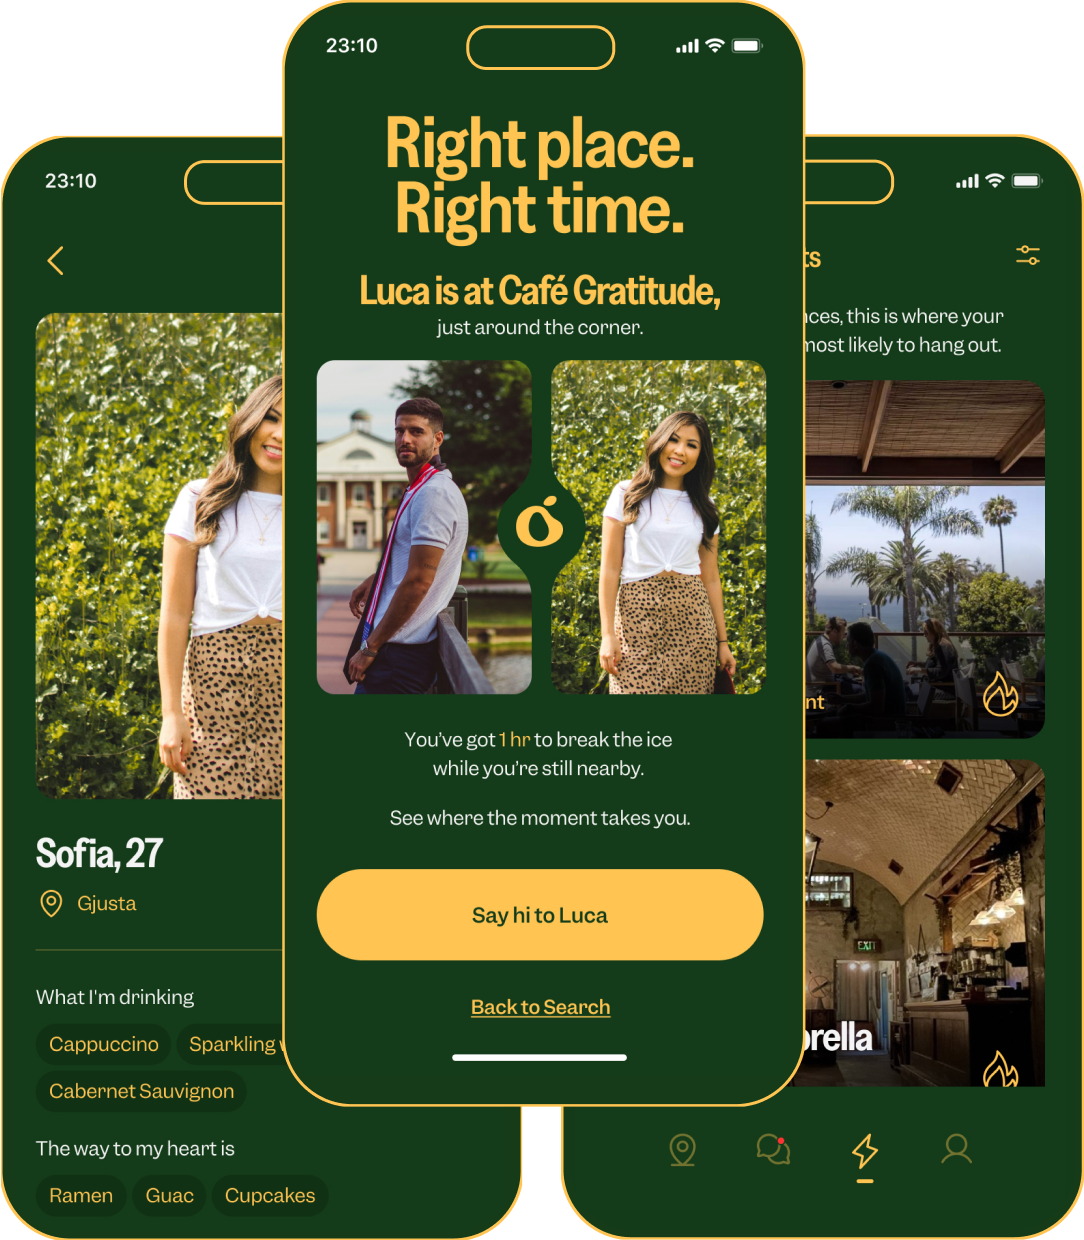 23:10
Sofia, 27
Gjusta
What I'm drinking
Cappuccino
Sparkling
Cabernet Sauvignon
The way to my heart is
Ramen
Guac
Cupcakes
23:10
Right place.
Right time.
Luca is at Café Gratitude,
just around the corner.
You've got 1 hr to break the ice
while you're still nearby.
See where the moment takes you.
Say hi to Luca
Back to Search
ts
nces, this is where your
most likely to hang out.
nt
EXIT
rella